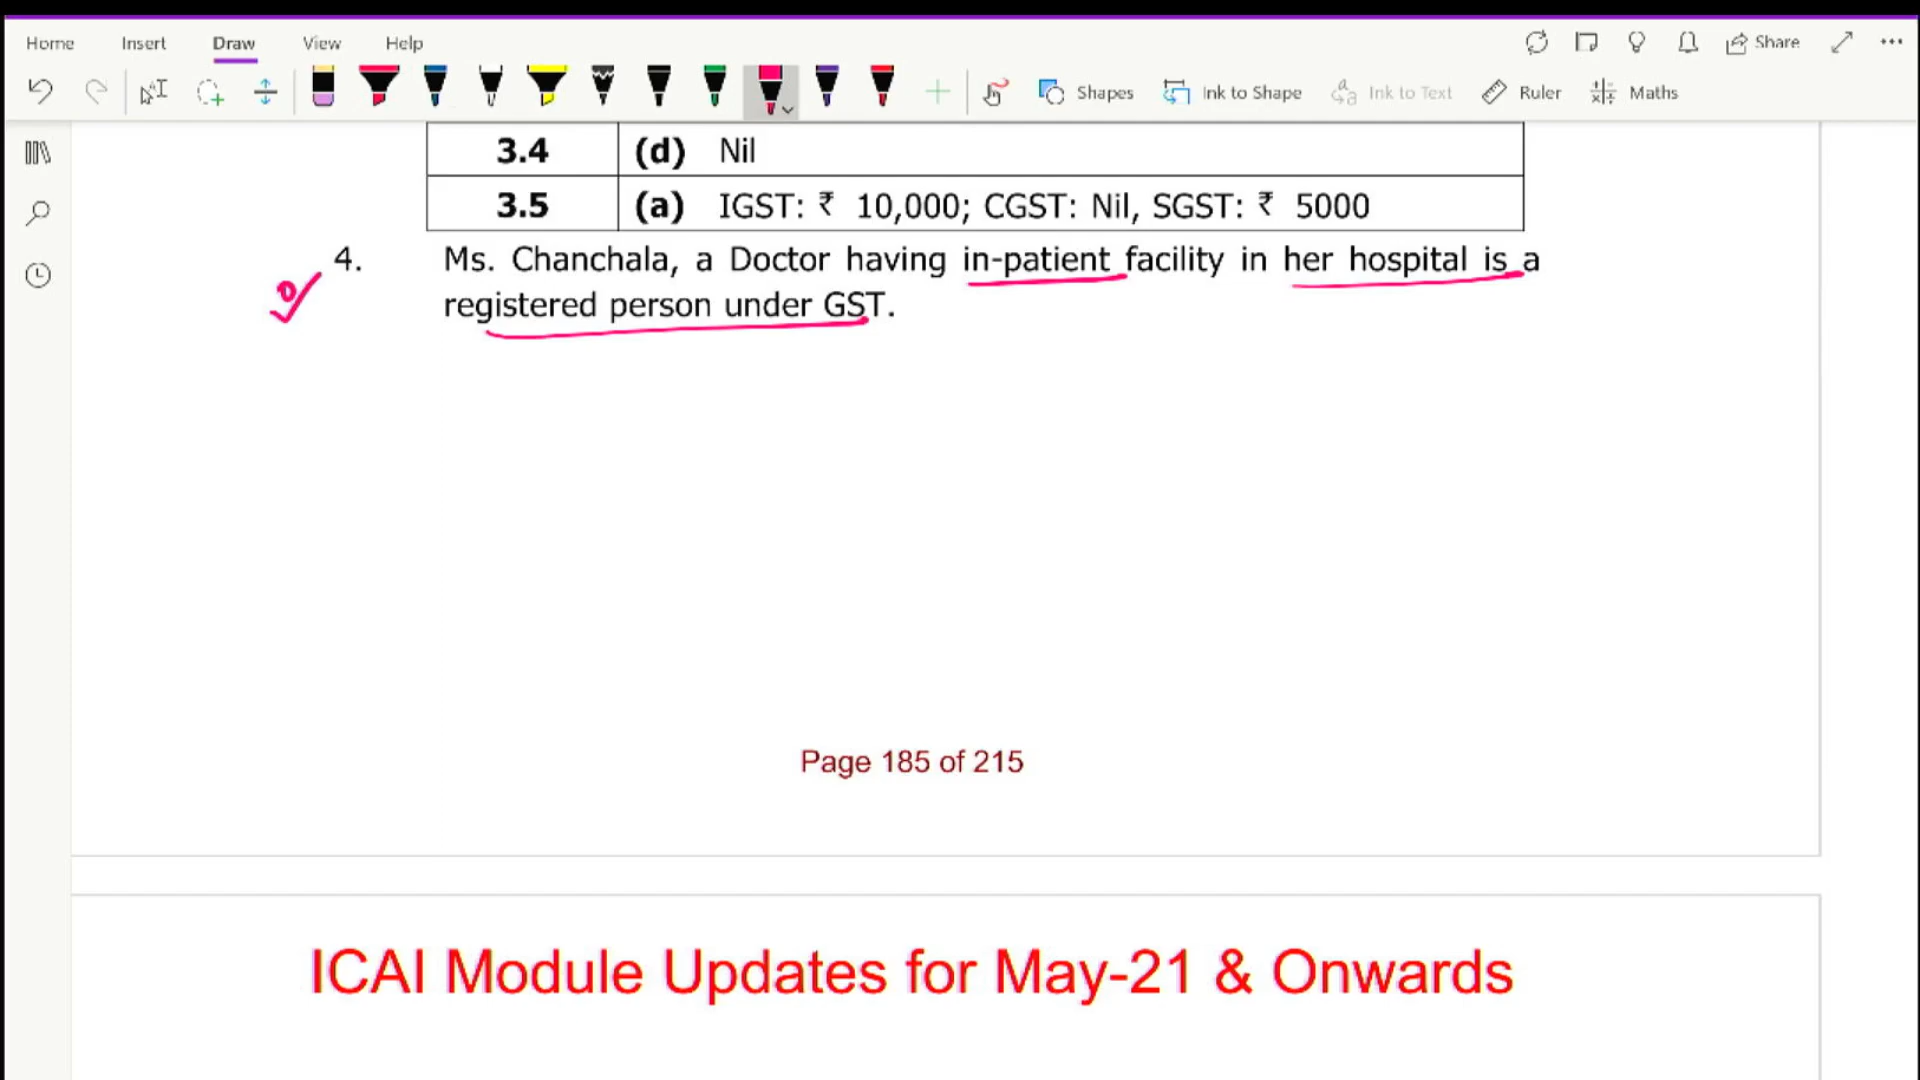 Home Insert Draw View Help Share
Shapes Ink to Shape Ink to Text Ruler Maths
3.4 (d) Nil
3.5 (a) IGST: ₹ 10,000; CGST: Nil, SGST: ₹ 5000
4. Ms. Chanchala, a Doctor having in-patient facility in her hospital is a
registered person under GST.
Page 185 of 215
ICAI Module Updates for May-21 & Onwards